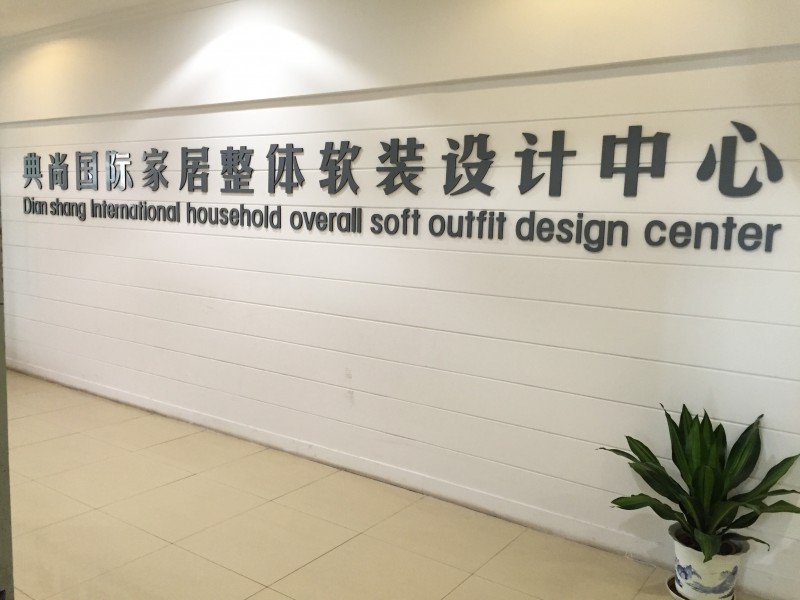 典尚国际家居整体软装设计中心
Dian shang International household overall soft outfit design center